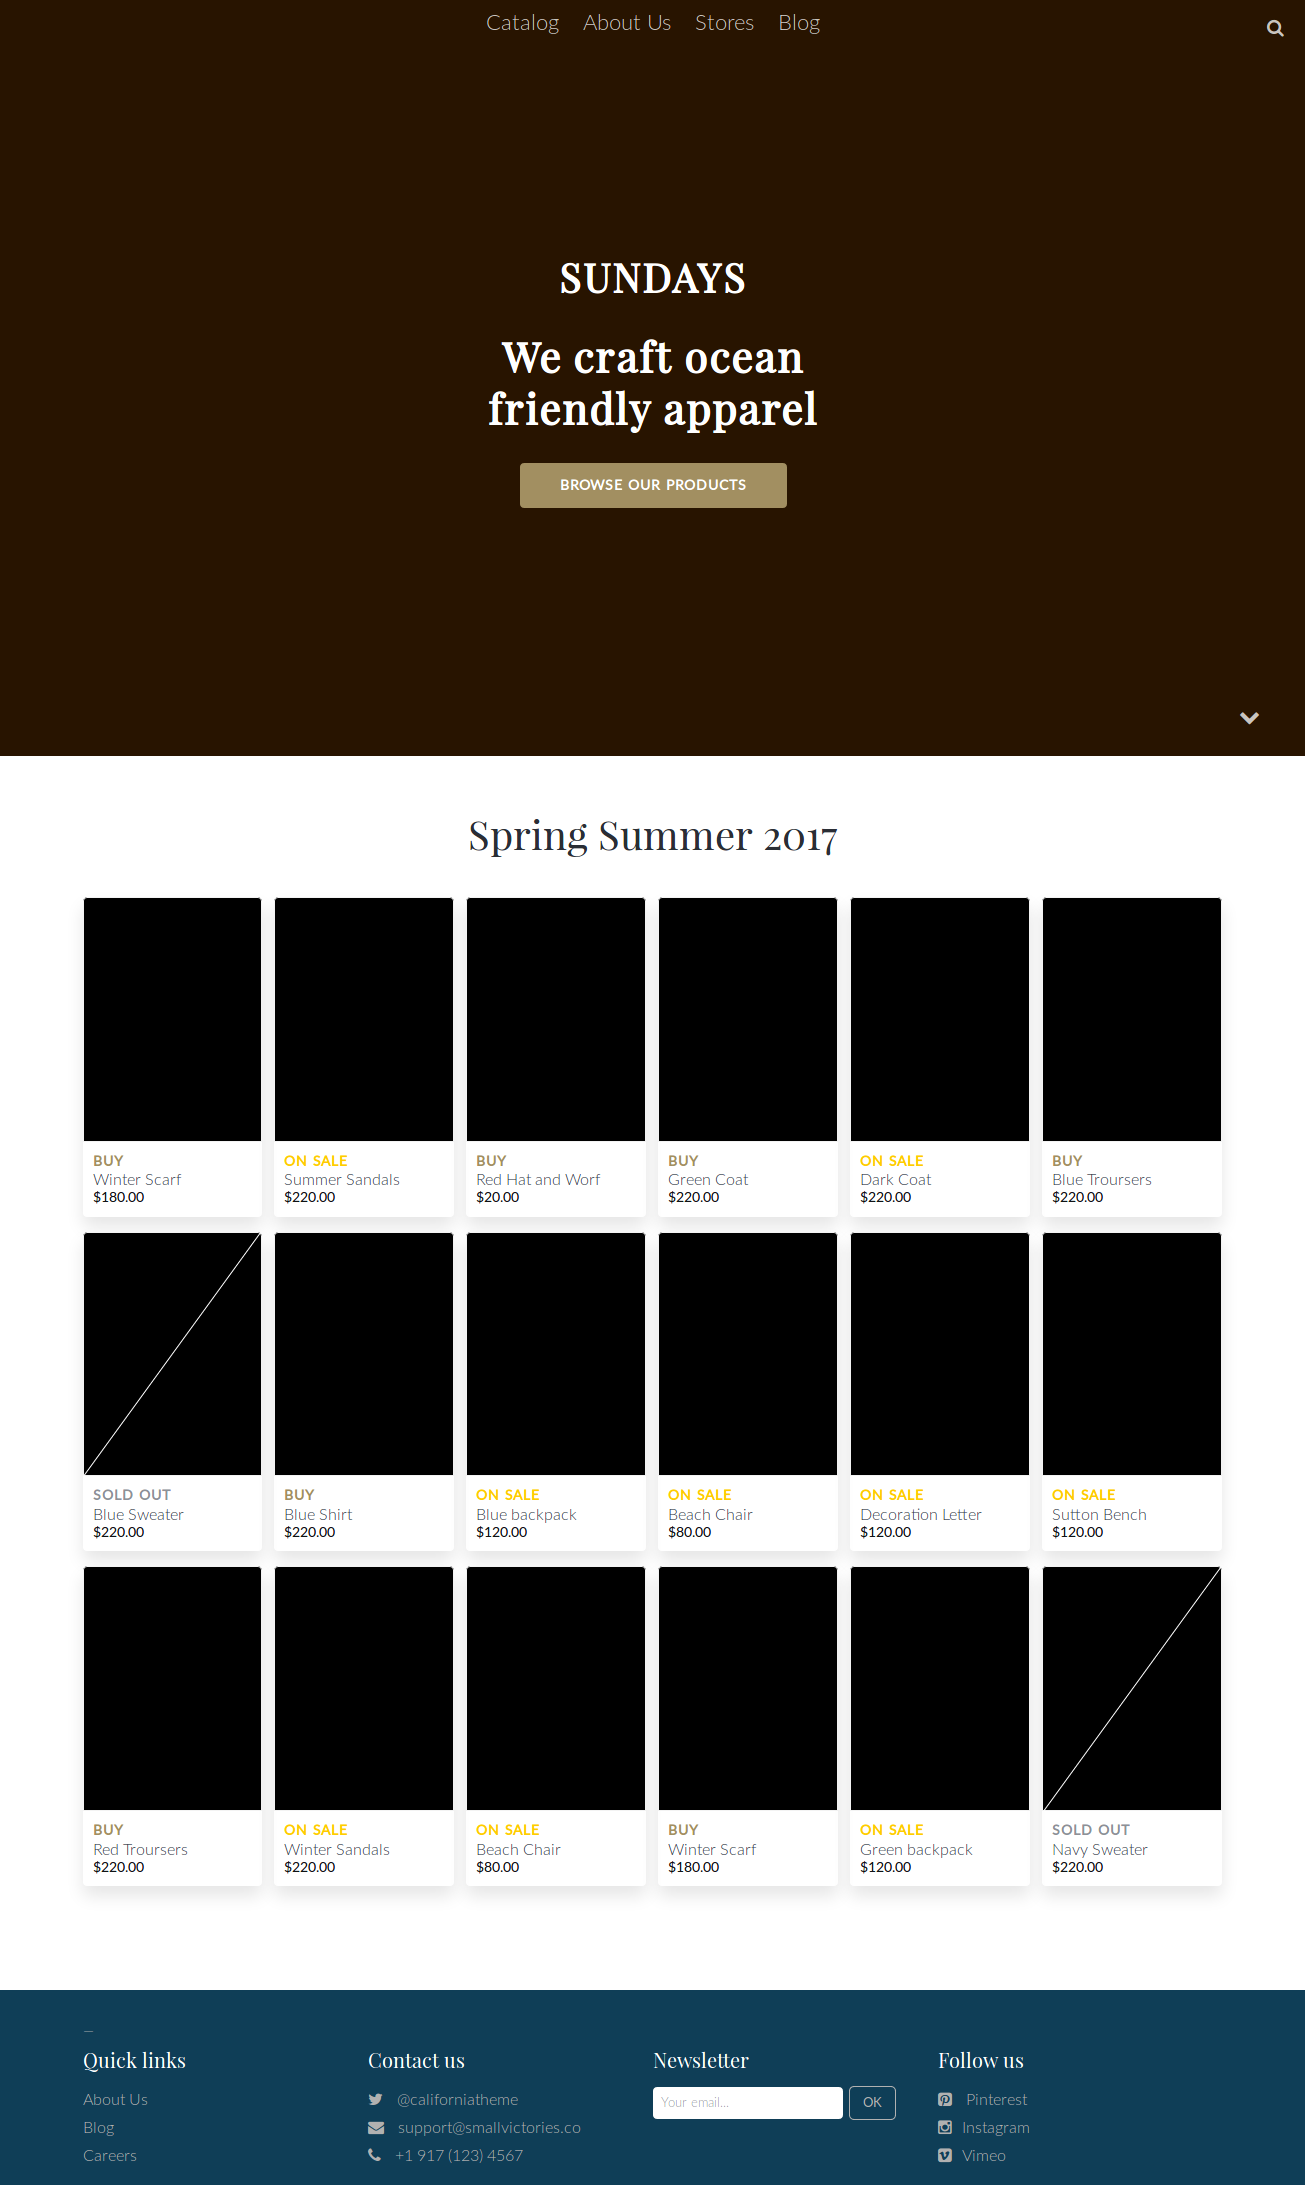 Catalog About Us Stores Blog
SUNDAYS
We craft ocean
friendly apparel
BROWSE OUR PRODUCTS
Spring Summer 2017
BUY
Winter Scarf
$180.00
ON SALE
Summer Sandals
$220.00
BUY
Red Hat and Worf
$20.00
BUY
Green Coat
$220.00
ON SALE
Dark Coat
$220.00
BUY
Blue Troursers
$220.00
SOLD OUT
Blue Sweater
$220.00
BUY
Blue Shirt
$220.00
ON SALE
Blue backpack
$120.00
ON SALE
Beach Chair
$80.00
ON SALE
Decoration Letter
$120.00
ON SALE
Sutton Bench
$120.00
BUY
Red Troursers
$220.00
ON SALE
Winter Sandals
$220.00
ON SALE
Beach Chair
$80.00
BUY
Winter Scarf
$180.00
ON SALE
Green backpack
$120.00
SOLD OUT
Navy Sweater
$220.00
Quick links
About Us
Blog
Careers
Contact us
@californiatheme
support@smallvictories.co
+1 917 (123) 4567
Newsletter
Your email...
OK
Follow us
Pinterest
Instagram
Vimeo